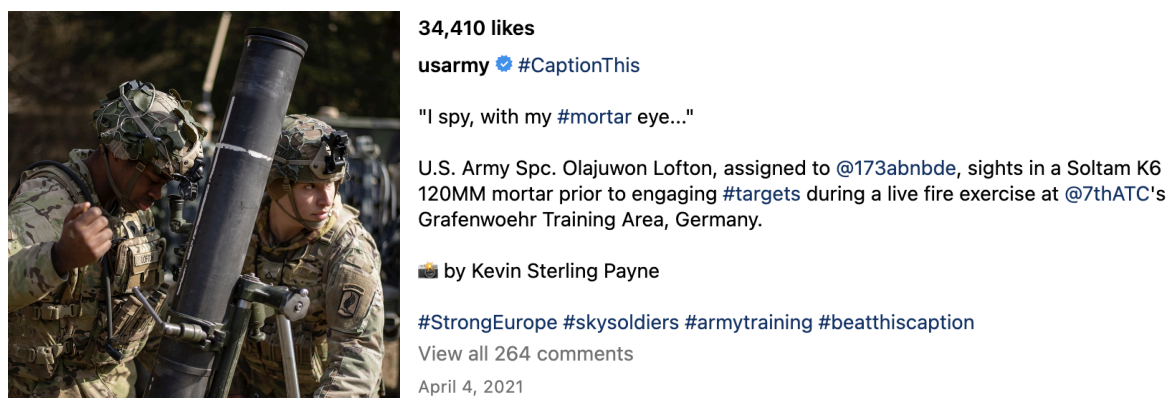 34,410 likes
usarmy #CaptionThis
"I spy, with my #mortar eye..."
U.S. Army Spc. Olajuwon Lofton, assigned to @173abnbde, sights in a Soltam K6
120MM mortar prior to engaging #targets during a live fire exercise at @7thATC's
Grafenwoehr Training Area, Germany.
📸 by Kevin Sterling Payne
#StrongEurope #skysoldiers #armytraining #beatthiscaption
View all 264 comments
April 4, 2021